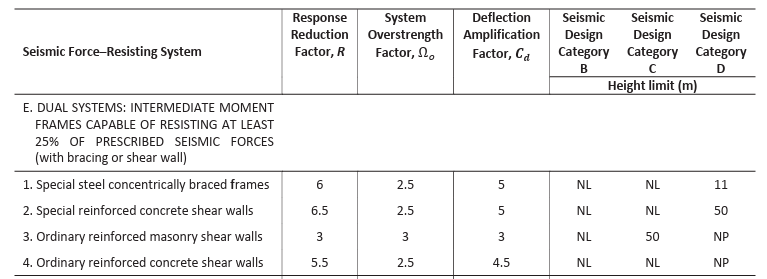 Seismic Force–Resisting System	Response Reduction Factor, R	System Overstrength Factor, Ωo	Deflection Amplification Factor, Cd	Seismic Design Category B	Seismic Design Category C	Seismic Design Category D
Height limit (m)
E. DUAL SYSTEMS: INTERMEDIATE MOMENT
FRAMES CAPABLE OF RESISTING AT LEAST
25% OF PRESCRIBED SEISMIC FORCES
(with bracing or shear wall)
1. Special steel concentrically braced frames	6	2.5	5	NL	NL	11
2. Special reinforced concrete shear walls	6.5	2.5	5	NL	NL	50
3. Ordinary reinforced masonry shear walls	3	3	3	NL	50	NP
4. Ordinary reinforced concrete shear walls	5.5	2.5	4.5	NL	NL	NP